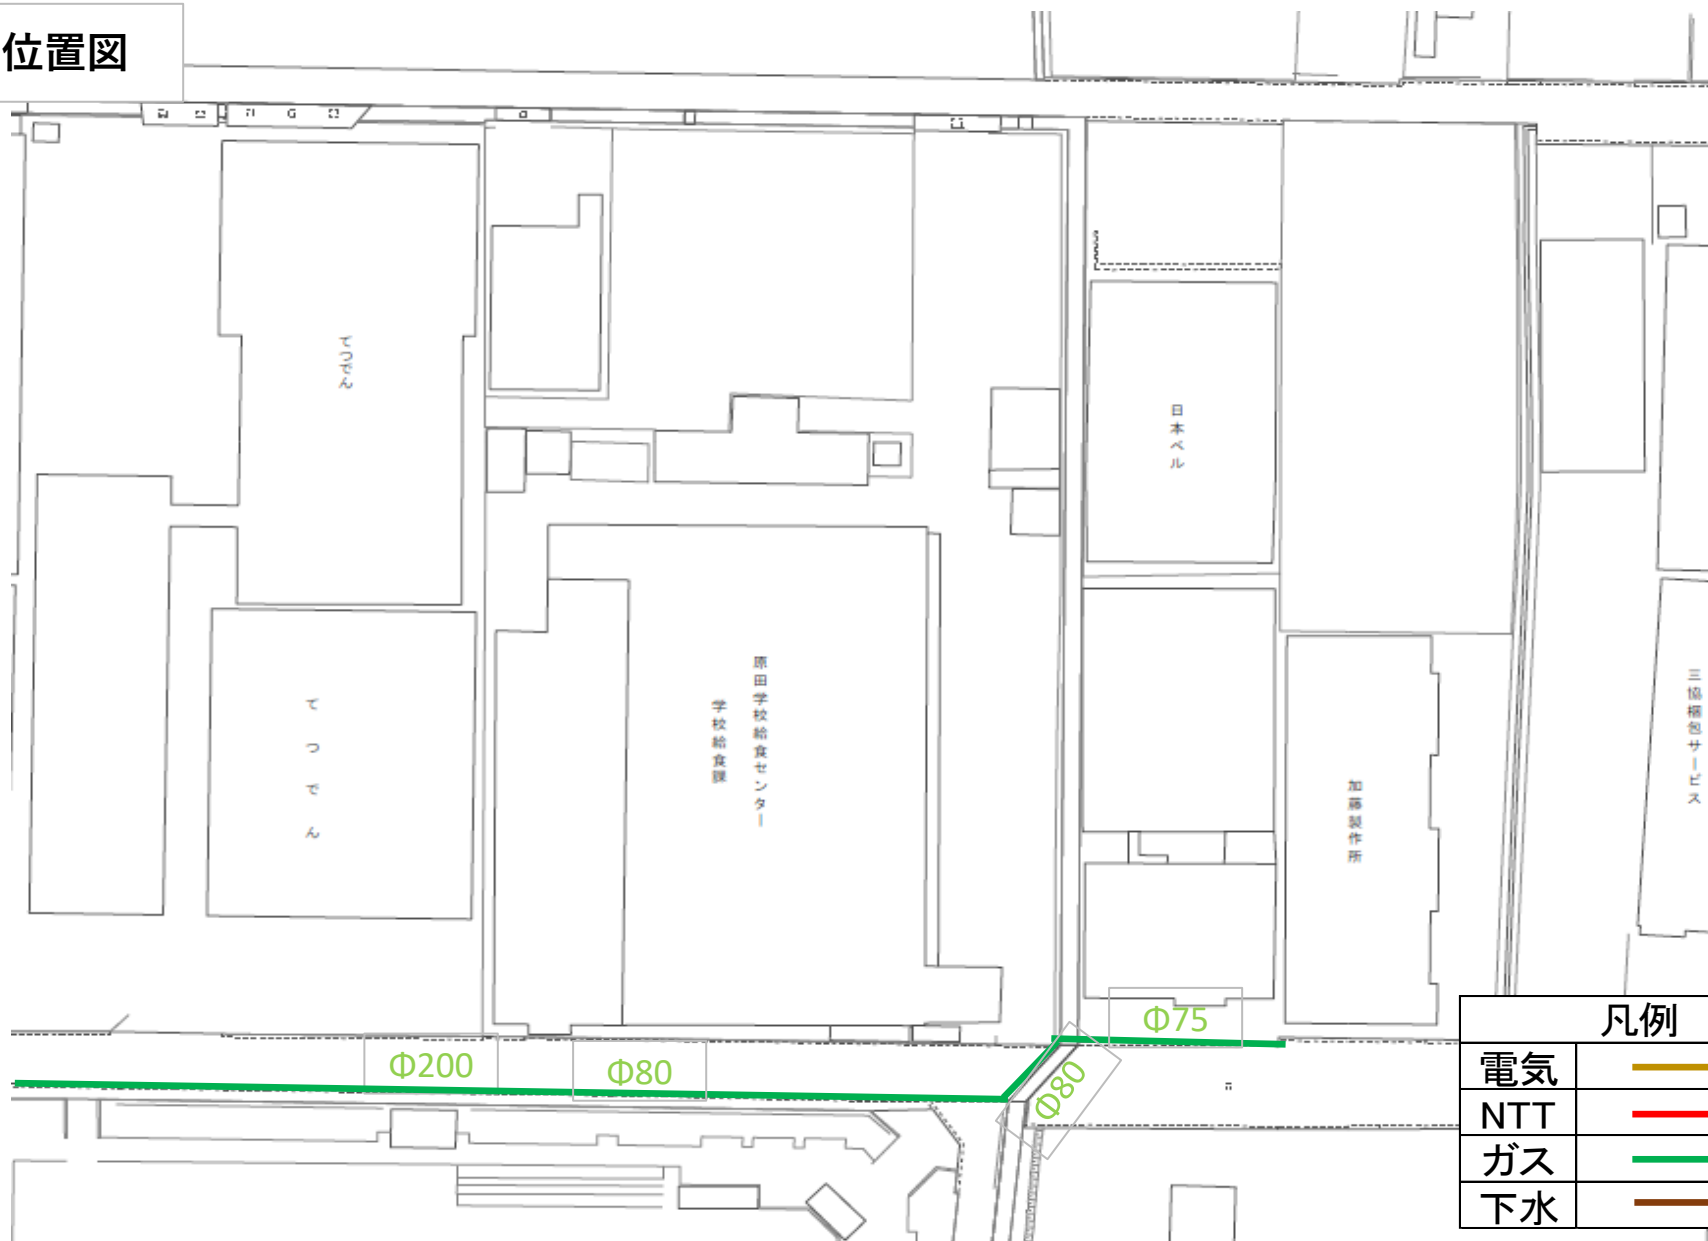 位置図
てつでん
日本ベル
てつでん
原田学校給食センター
学校給食課
加藤製作所
三協梱包サービス
Φ75
Φ200
Φ80
Φ80
凡例
電気
NTT
ガス
下水